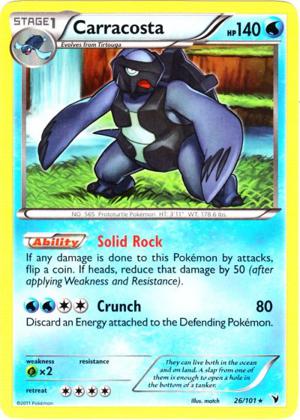 STAGE1
Carracosta
HP140
Evolves from Tirtouga
NO. 565 Prototurtle Pokémon HT. 3'11" WT. 178.6 lbs.
Ability Solid Rock
If any damage is done to this Pokémon by attacks,
flip a coin. If heads, reduce that damage by 50 (after
applying Weakness and Resistance).
Crunch 80
Discard an Energy attached to the Defending Pokémon.
weakness resistance
×2
retreat
They can live both in the ocean
and on land. A slap from one of
them is enough to open a hole in
the bottom of a tanker.
©2011 Pokémon
Illus. match
26/101 ★